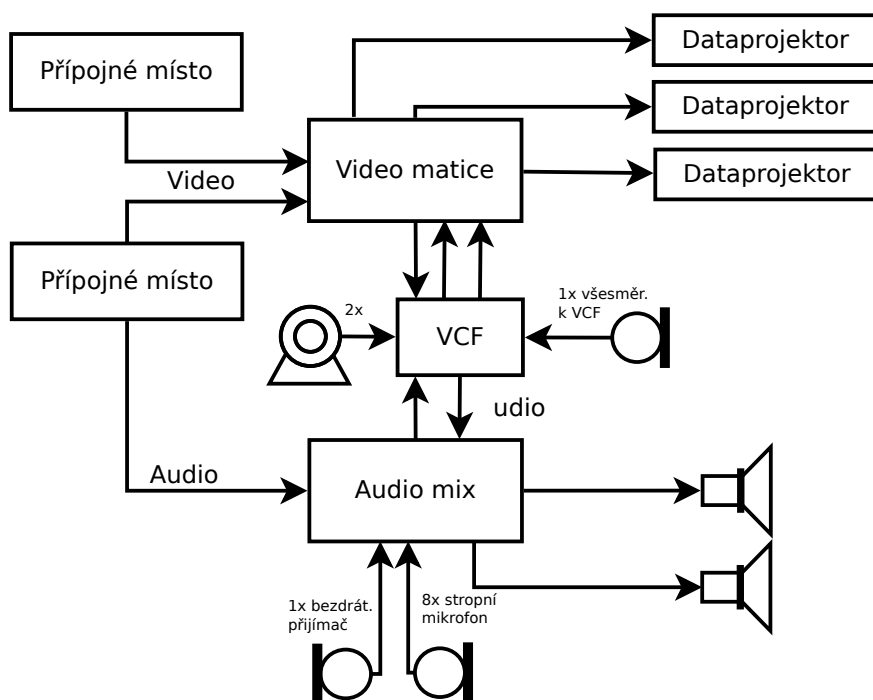 Přípojné místo
Dataprojektor
Dataprojektor
Dataprojektor
Video matice
Video
Přípojné místo
2x
VCF
1x všesměr.
k VCF
udio
Audio
Audio mix
1x bezdrát.
přijímač
8x stropní
mikrofon